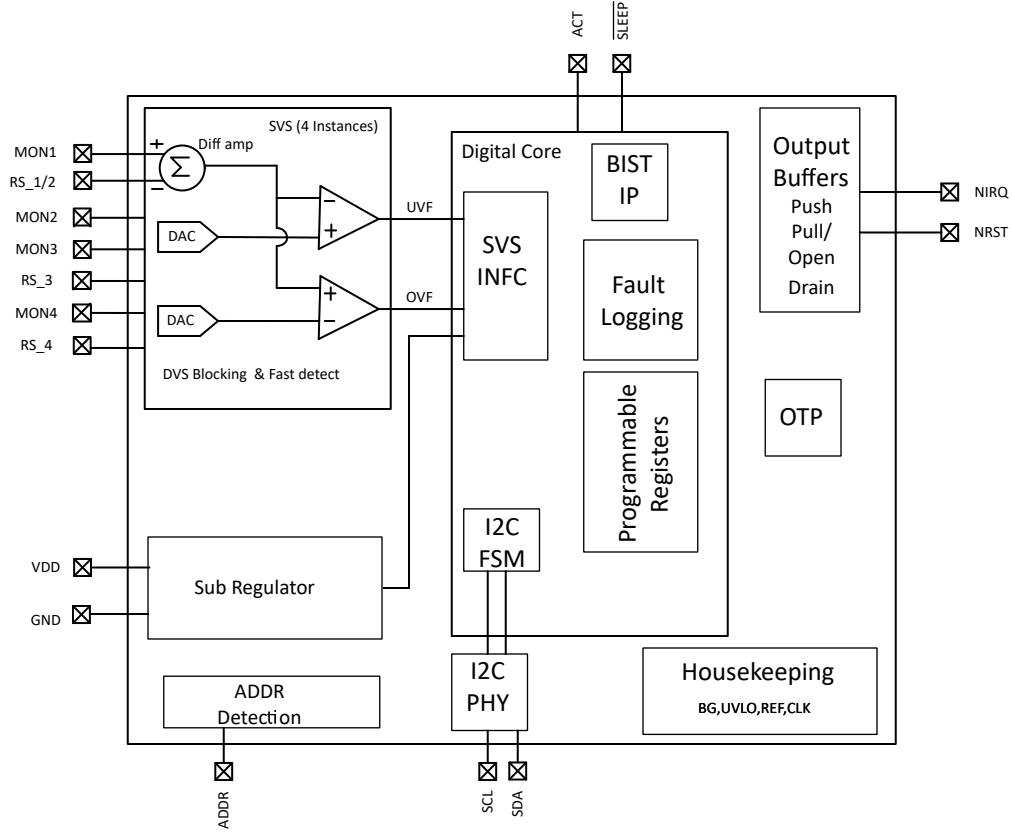 ACT
SLEEP
SVS (4 Instances)
Diff amp
+
Σ
−
MON1
RS_1/2
MON2
MON3
RS_3
MON4
RS_4
DAC
−
+
UVF
DAC
+
−
OVF
DVS Blocking & Fast detect
Digital Core
BIST
IP
SVS
INFC
Fault
Logging
Programmable
Registers
I2C
FSM
Output
Buffers
Push
Pull/
Open
Drain
NIRQ
NRST
OTP
VDD
GND
Sub Regulator
ADDR
Detection
I2C
PHY
Housekeeping
BG,UVLO,REF,CLK
ADDR
SCL
SDA